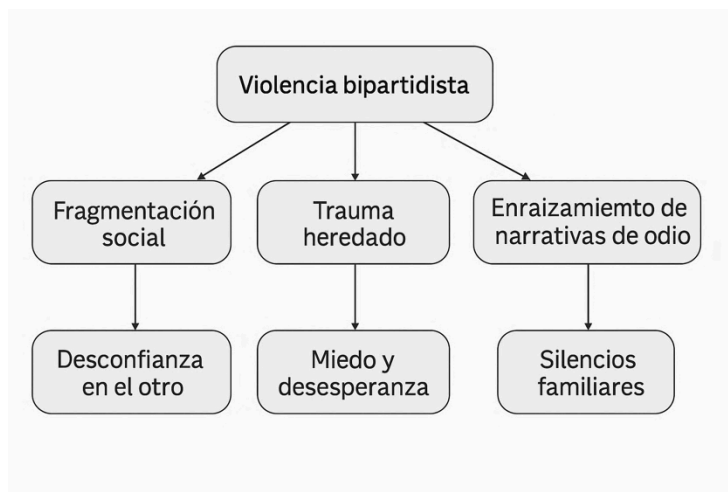 Violencia bipartidista
Fragmentación
social
Trauma
heredado
Enraizamiemto de
narrativas de odio
Desconfianza
en el otro
Miedo y
desesperanza
Silencios
familiares